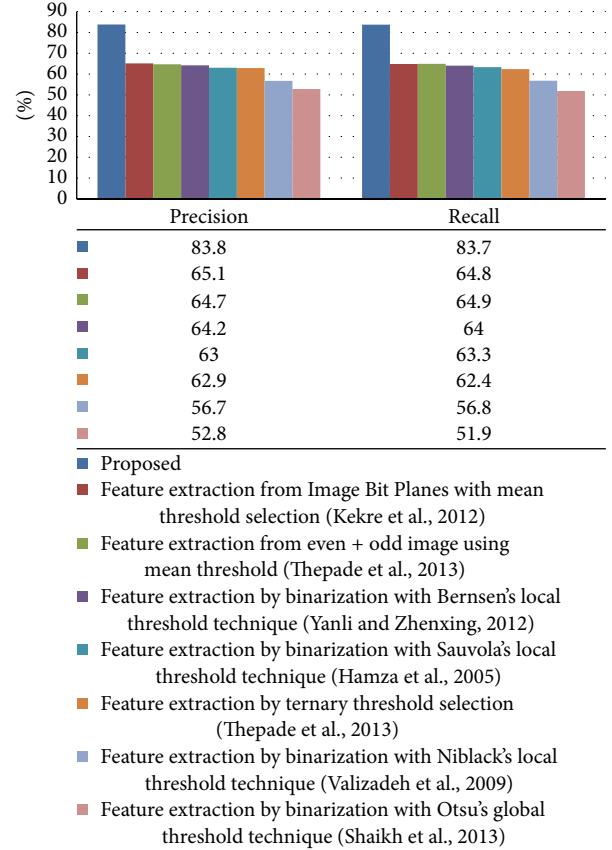 90
80
70
60
50
40
30
20
10
0
(%)
Precision Recall
83.8 83.7
65.1 64.8
64.7 64.9
64.2 64
63 63.3
62.9 62.4
56.7 56.8
52.8 51.9
Proposed
Feature extraction from Image Bit Planes with mean
threshold selection (Kekre et al., 2012)
Feature extraction from even + odd image using
mean threshold (Thepade et al., 2013)
Feature extraction by binarization with Bernsen's local
threshold technique (Yanli and Zhenxing, 2012)
Feature extraction by binarization with Sauvola's local
threshold technique (Hamza et al., 2005)
Feature extraction by ternary threshold selection
(Thepade et al., 2013)
Feature extraction by binarization with Niblack's local
threshold technique (Valizadeh et al., 2009)
Feature extraction by binarization with Otsu's global
threshold technique (Shaikh et al., 2013)